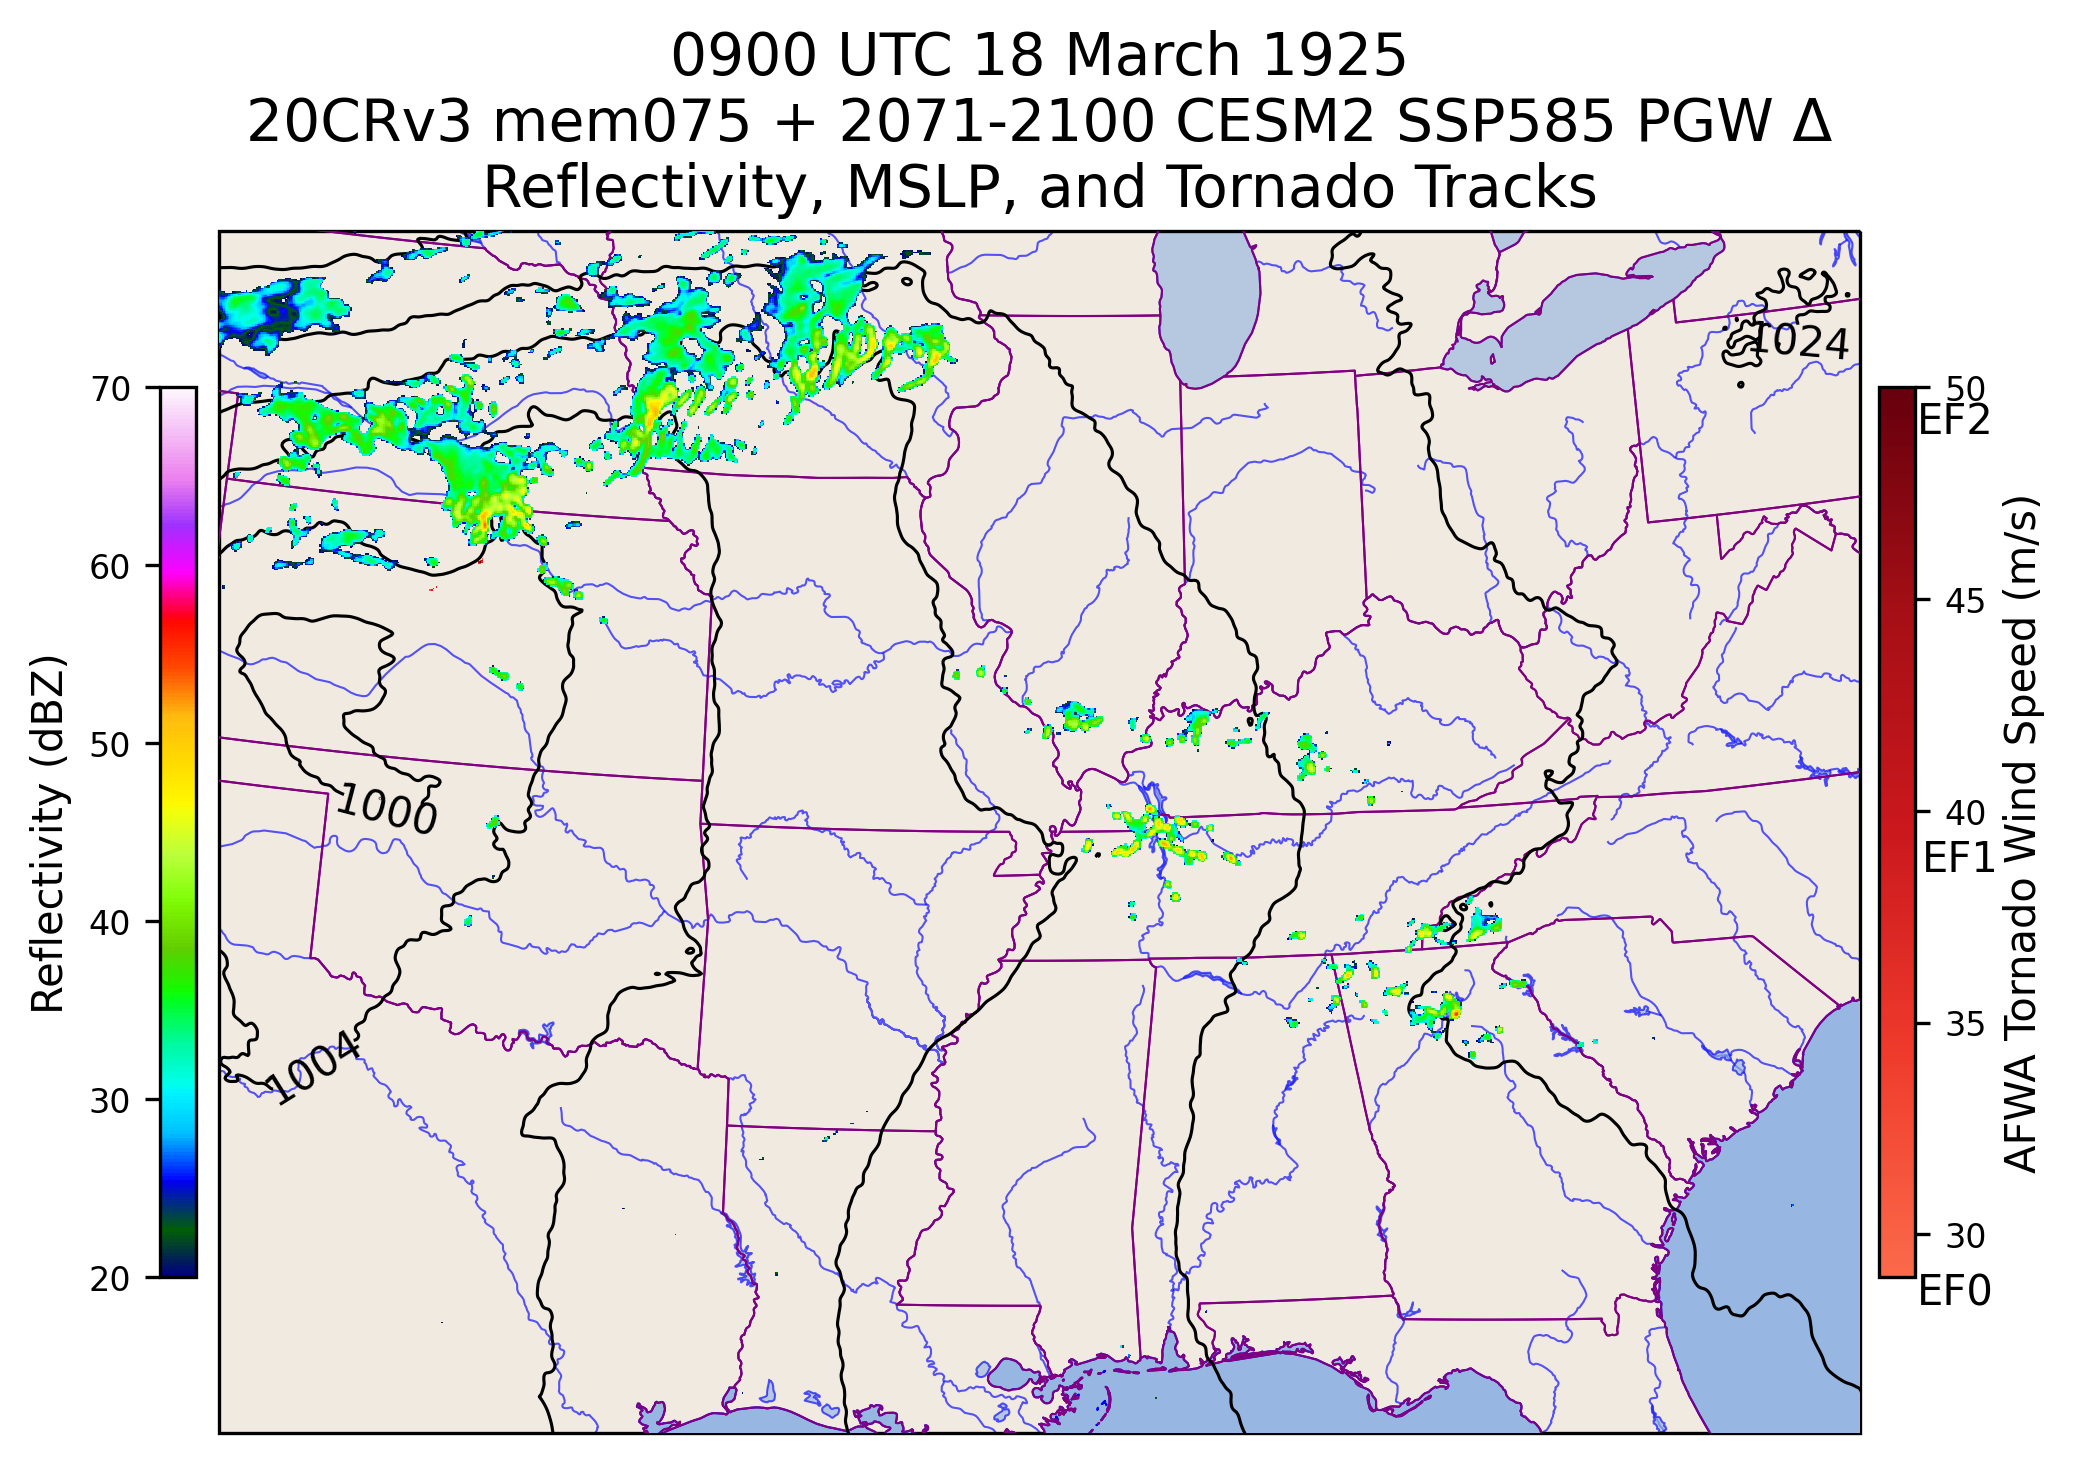 0900 UTC 18 March 1925
20CRv3 mem075 + 2071-2100 CESM2 SSP585 PGW Δ
Reflectivity, MSLP, and Tornado Tracks
Reflectivity (dBZ)
70
60
50
40
30
20
1024
1000
1004
50
EF2
45
40
EF1
35
30
EF0
AFWA Tornado Wind Speed (m/s)